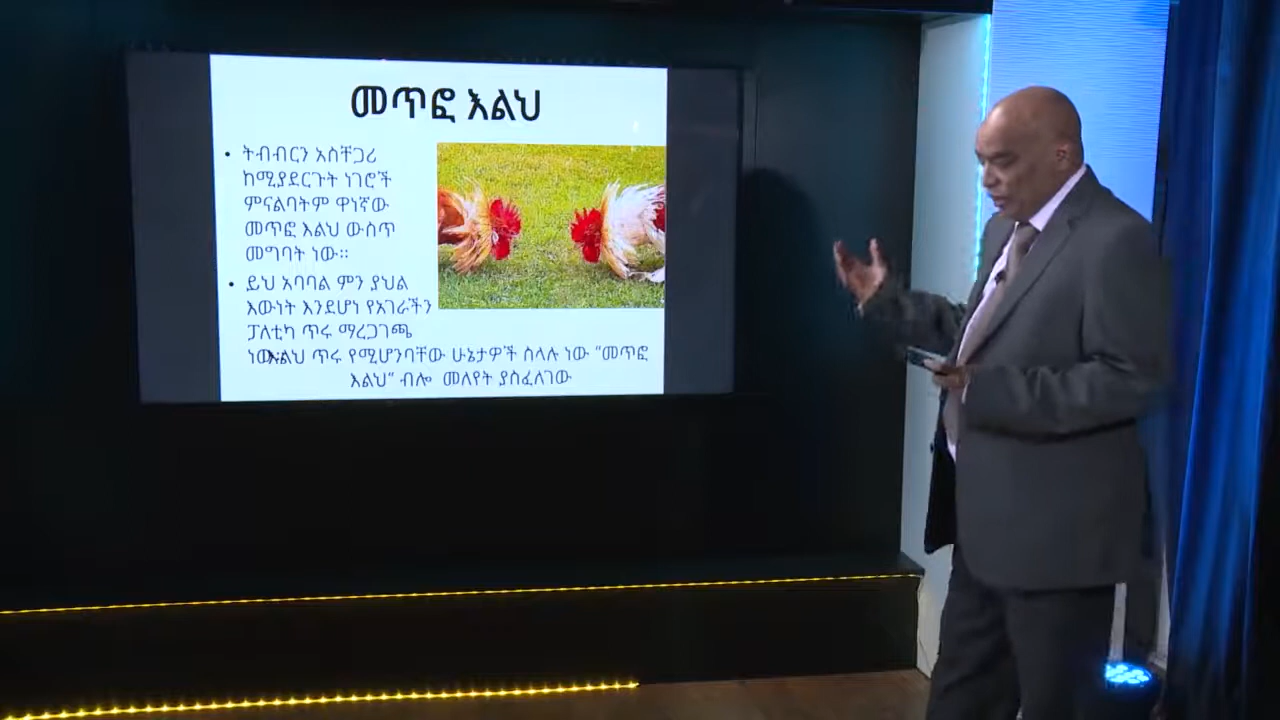 መጥፎ እልህ
• ትብብርን አስቸጋሪ
ከሚያደርጉት ነገሮች
ምናልባትም ዋነኛው
መጥፎ እልህ ውስጥ
መግባት ነው።
• ይህ አባባል ምን ያህል
እውነት እንደሆነ የአገራችን
ፓለቲካ ጥሩ ማረጋገጫ
እልህ ጥሩ የሚሆንባቸው ሁኔታዎች ስላሉ ነው “መጥፎ
እልህ” ብሎ መለየት ያስፈለገው